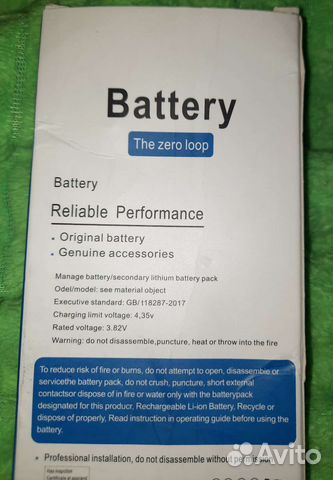 Battery
The zero loop
Battery
Reliable Performance
• Original battery
• Genuine accessories
Manage battery/secondary lithium battery pack
Odel/model: see material object
Executive standard: GB/t18287-2017
Charging limit voltage: 4,35v
Rated voltage: 3.82V
Warning: do not disassemble,puncture, heat or throw into the fire
To reduce risk of fire or burns, do not attempt to open, disassembie or
servicethe battery pack, do not crush, puncture, short external
contactsor dispose of in fire or water only with the batterypack
designated for this product, Rechargeable Li-ion Battery, Recycle or
dispose of properly, Read instruction in operating guide before using the
battery.
• Professional installation, do not disassemble without permission
Avito